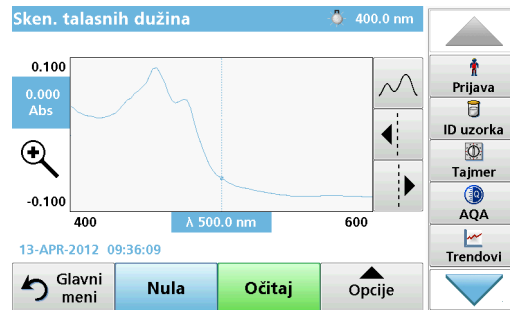 Sken. talasnih dužina
400.0 nm
0.100
0.000
Abs
-0.100
400
λ 500.0 nm
600
13-APR-2012 09:36:09
Glavni
meni
Nula
Očitaj
Opcije
Prijava
ID uzorka
Tajmer
AQA
Trendovi